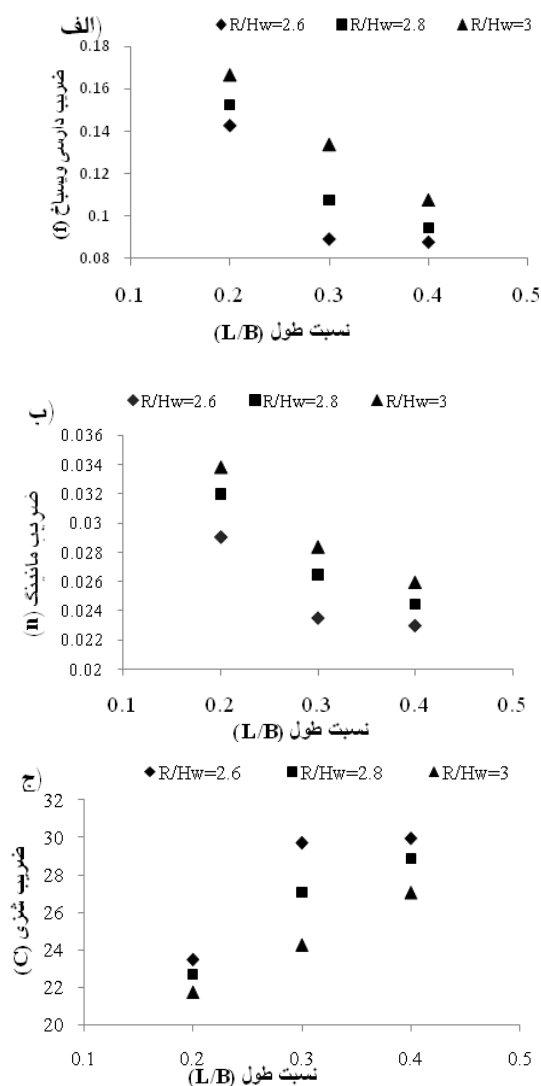 الف)
R/Hw=2.6 R/Hw=2.8 R/Hw=3
ضریب دارسی ویسباخ (f)
0.18
0.16
0.14
0.12
0.1
0.08
0.1 0.2 0.3 0.4 0.5
نسبت طول (L/B)
ب)
R/Hw=2.6 R/Hw=2.8 R/Hw=3
ضریب مانینگ (n)
0.036
0.034
0.032
0.03
0.028
0.026
0.024
0.022
0.02
0.1 0.2 0.3 0.4 0.5
نسبت طول (L/B)
ج)
R/Hw=2.6 R/Hw=2.8 R/Hw=3
ضریب شزی (C)
32
30
28
26
24
22
20
0.1 0.2 0.3 0.4 0.5
نسبت طول (L/B)